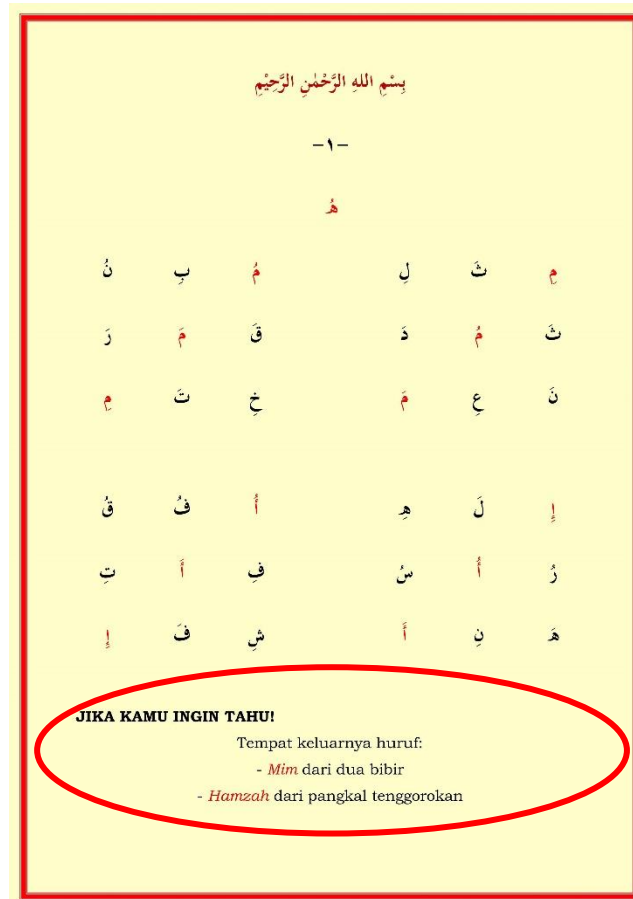 بِسْمِ اللهِ الرَّحْمٰنِ الرَّحِيْمِ
-١-
هُ
مِ ثَ لِ مُ بِ نُ
ثَ مُ دَ قَ مَ رَ
نَ عِ مَ خِ تَ مِ
إِ لَ هِ أُ فُ قُ
رُ أُ سُ فِ أَ تِ
هَ نِ أَ شِ فَ إِ
JIKA KAMU INGIN TAHU!
Tempat keluarnya huruf:
- Mim dari dua bibir
- Hamzah dari pangkal tenggorokan